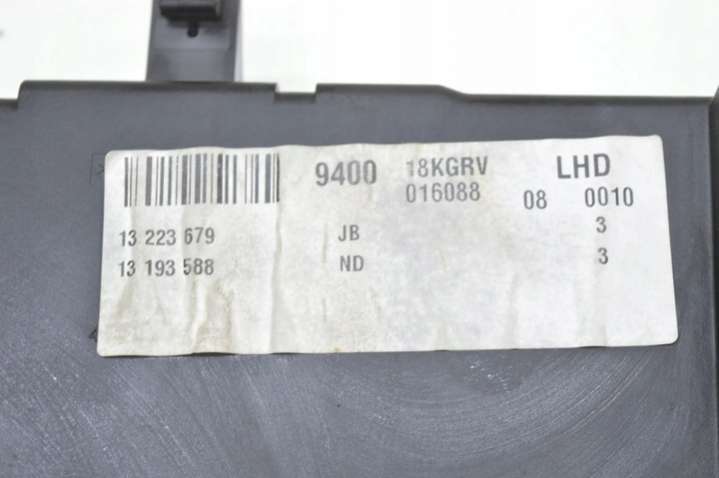 9400 18KGRV LHD
016088 08 0010
13 223 679 JB 3
13 193 588 ND 3